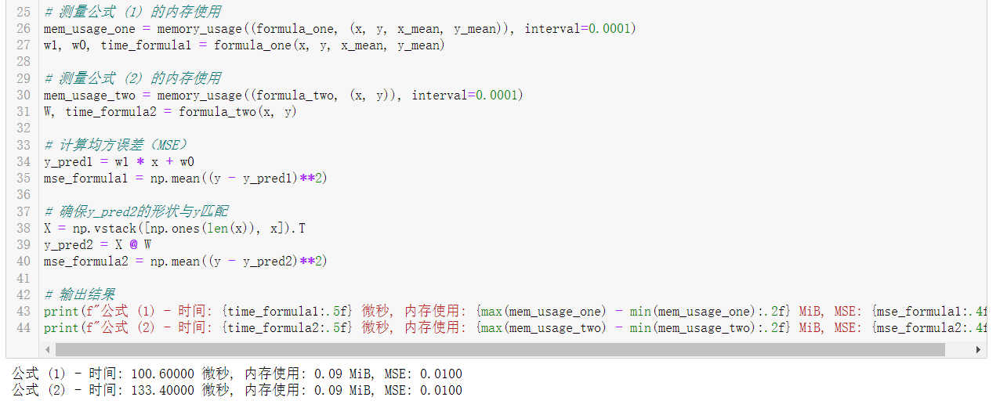 25 # 测量公式 (1) 的内存使用
26 mem_usage_one = memory_usage((formula_one, (x, y, x_mean, y_mean)), interval=0.0001)
27 w1, w0, time_formula1 = formula_one(x, y, x_mean, y_mean)
28
29 # 测量公式 (2) 的内存使用
30 mem_usage_two = memory_usage((formula_two, (x, y)), interval=0.0001)
31 W, time_formula2 = formula_two(x, y)
32
33 # 计算均方误差（MSE）
34 y_pred1 = w1 * x + w0
35 mse_formula1 = np.mean((y - y_pred1)**2)
36
37 # 确保y_pred2的形状与y匹配
38 X = np.vstack([np.ones(len(x)), x]).T
39 y_pred2 = X @ W
40 mse_formula2 = np.mean((y - y_pred2)**2)
41
42 # 输出结果
43 print(f"公式 (1) - 时间: {time_formula1:.5f} 微秒, 内存使用: {max(mem_usage_one) - min(mem_usage_one):.2f} MiB, MSE: {mse_formula1:.4f
44 print(f"公式 (2) - 时间: {time_formula2:.5f} 微秒, 内存使用: {max(mem_usage_two) - min(mem_usage_two):.2f} MiB, MSE: {mse_formula2:.4f
公式 (1) - 时间: 100.60000 微秒, 内存使用: 0.09 MiB, MSE: 0.0100
公式 (2) - 时间: 133.40000 微秒, 内存使用: 0.09 MiB, MSE: 0.0100